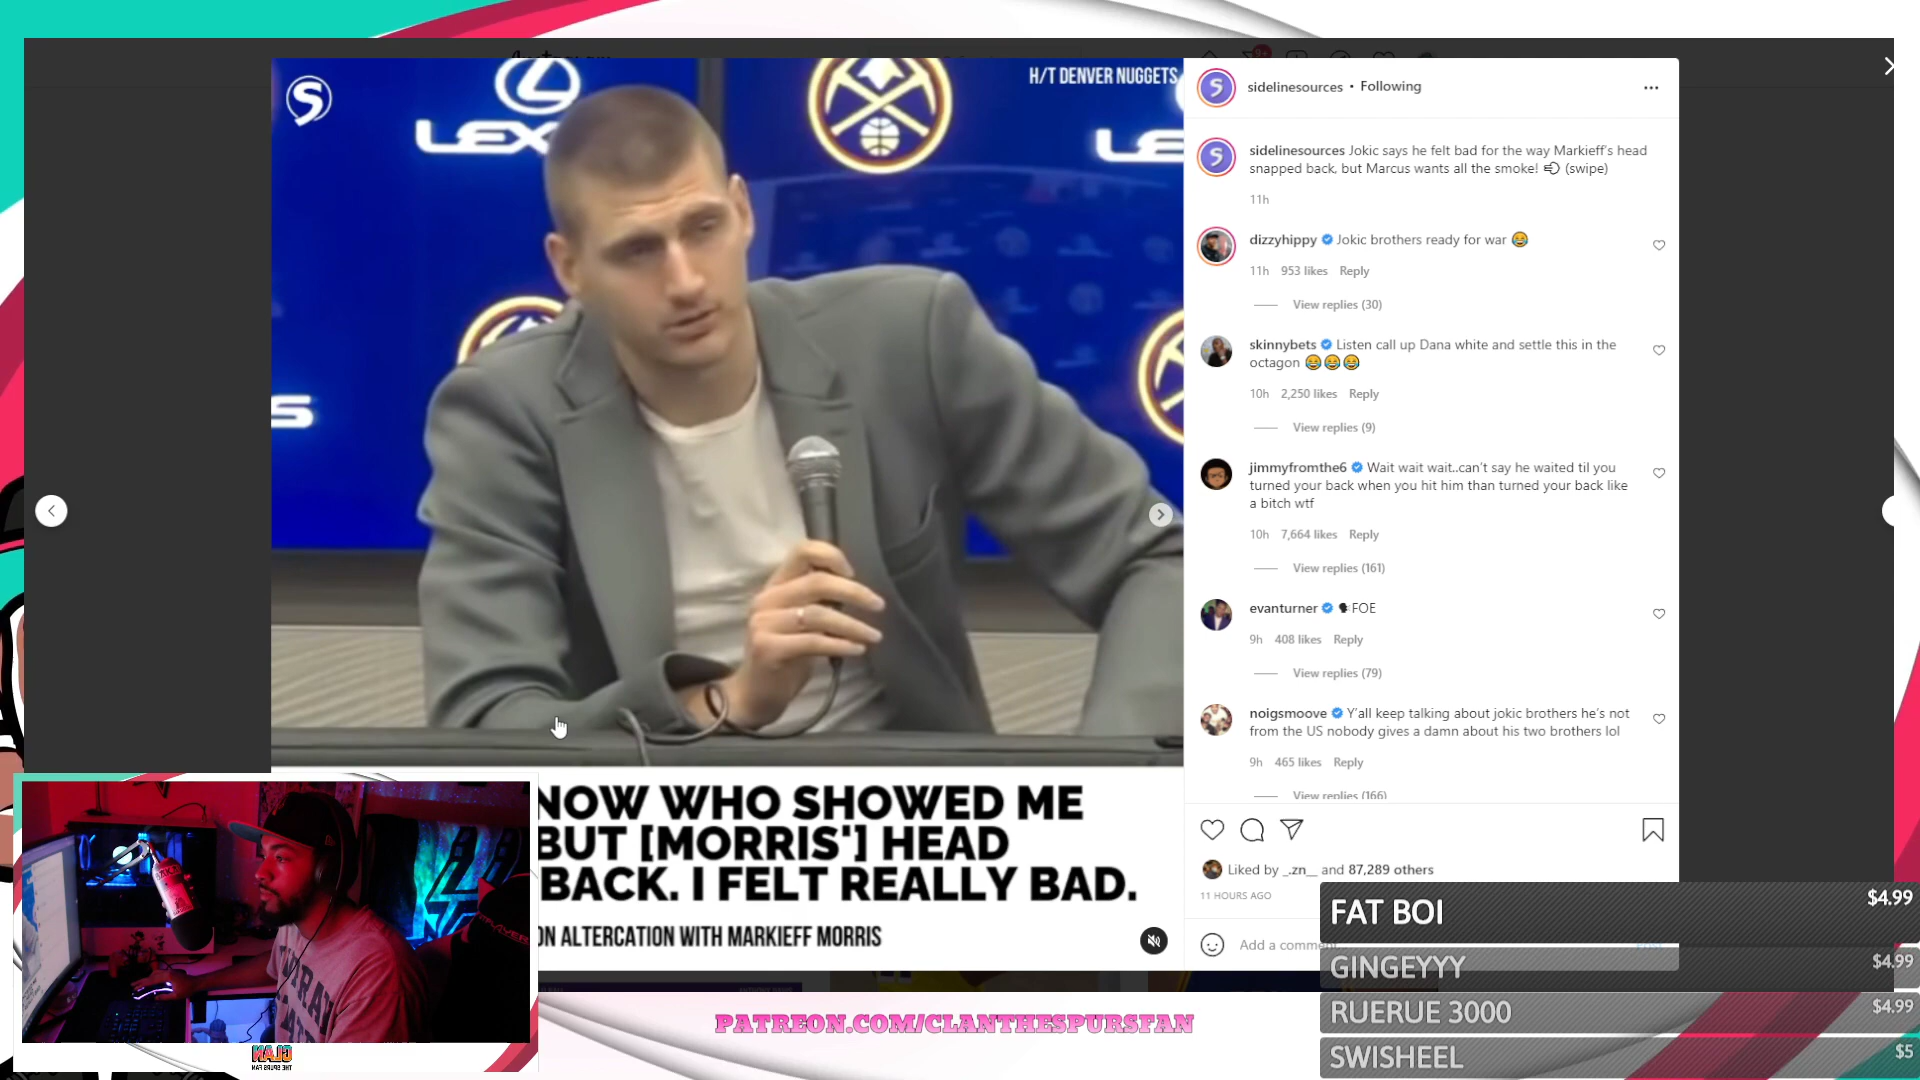 H/T DENVER NUGGETS
LEXUS
S
sidelinesources • Following
sidelinesources Jokic says he felt bad for the way Markieff's head
snapped back, but Marcus wants all the smoke! (swipe)
11h
dizzyhippy Jokic brothers ready for war 😂
11h 953 likes Reply
View replies (30)
skinnybets Listen call up Dana white and settle this in the
octagon 😂😂😂
10h 2,250 likes Reply
View replies (9)
jimmyfromthe6 Wait wait wait..can't say he waited til you
turned your back when you hit him than turned your back like
a bitch wtf
10h 7,664 likes Reply
View replies (161)
evanturner 🗣FOE
9h 408 likes Reply
View replies (79)
noigsmoove Y'all keep talking about jokic brothers he's not
from the US nobody gives a damn about his two brothers lol
9h 465 likes Reply
View replies (166)
Liked by _.zn__ and 87,289 others
11 HOURS AGO
Add a comment...
NOW WHO SHOWED ME
BUT [MORRIS'] HEAD
BACK. I FELT REALLY BAD.
ON ALTERCATION WITH MARKIEFF MORRIS
FAT BOI $4.99
GINGEYYY $4.99
RUERUE 3000 $4.99
SWISHEEL $5
PATREON.COM/CLANTHESPURSFAN
CLAN
THE SPURS FAN